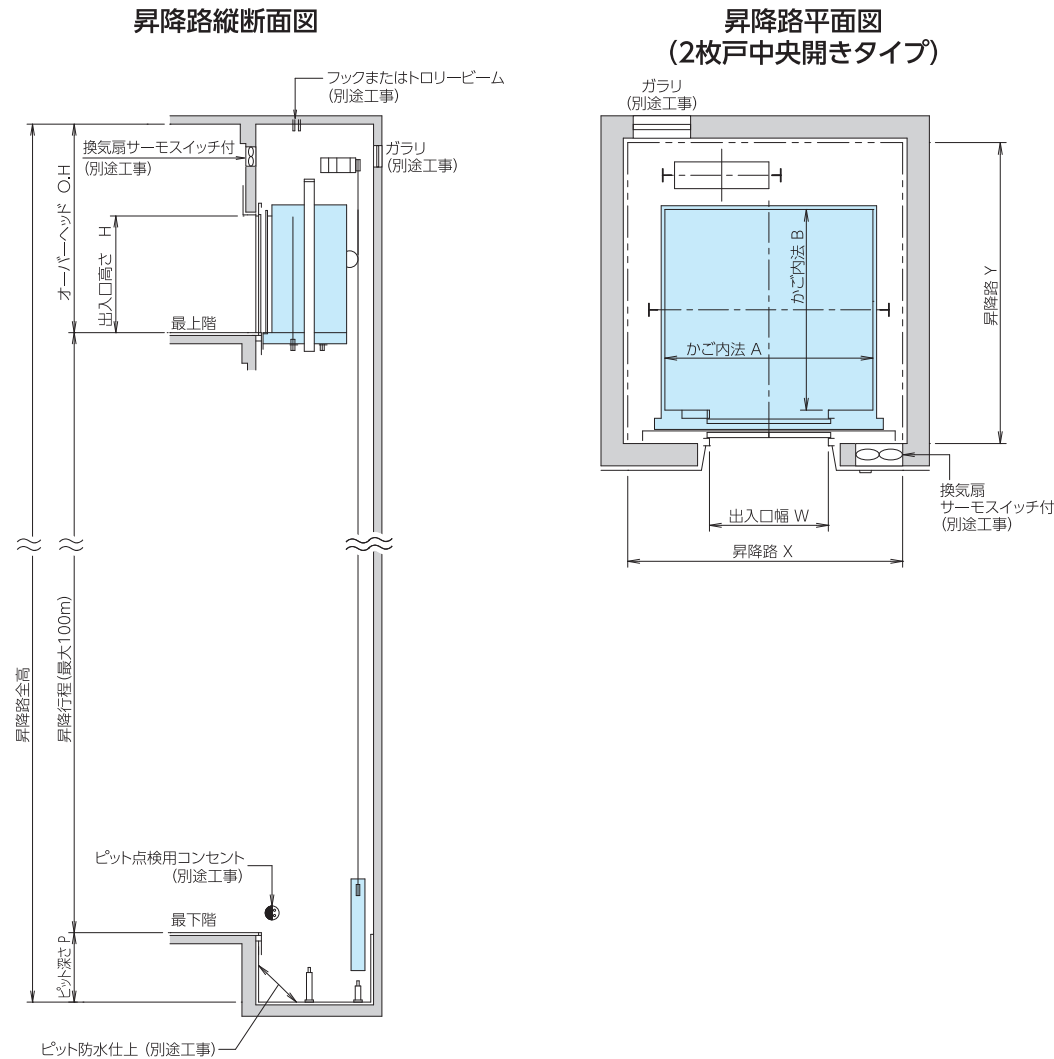 昇降路縦断面図
フックまたはトロリービーム
(別途工事)
換気扇サーモスイッチ付
(別途工事)
ガラリ
(別途工事)
オーバーヘッド O.H
出入口高さ H
最上階
昇降路全高
昇降行程(最大100m)
ピット点検用コンセント
(別途工事)
最下階
ピット深さ P
ピット防水仕上 (別途工事)
昇降路平面図
(2枚戸中央開きタイプ)
ガラリ
(別途工事)
かご内法 B
かご内法 A
昇降路 Y
換気扇
サーモスイッチ付
(別途工事)
出入口幅 W
昇降路 X